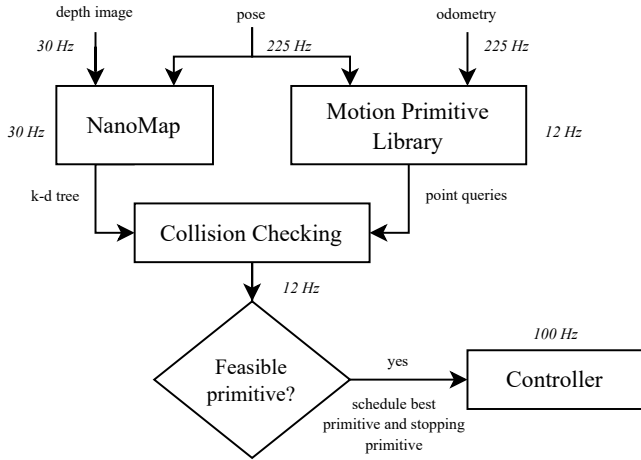 depth image
pose
odometry
30 Hz
225 Hz
225 Hz
30 Hz
NanoMap
Motion Primitive
Library
12 Hz
k-d tree
point queries
Collision Checking
12 Hz
100 Hz
Feasible
primitive?
yes
Controller
schedule best
primitive and stopping
primitive